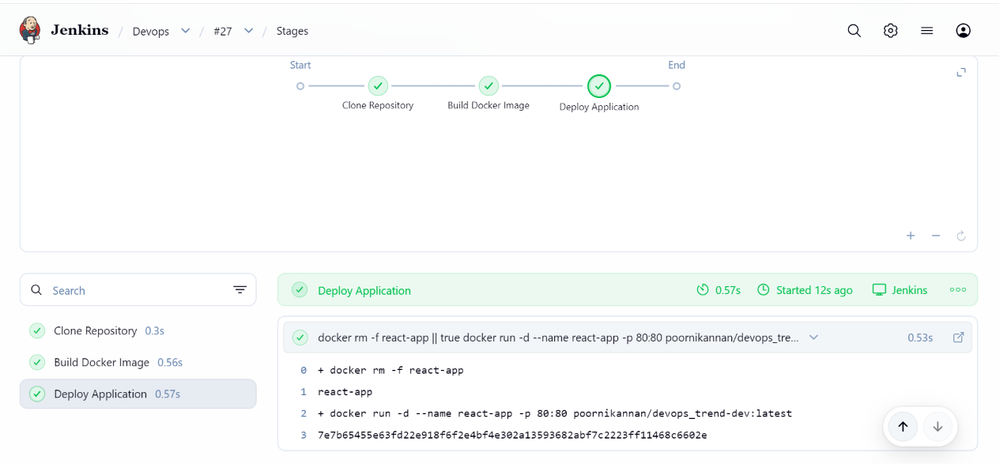 Jenkins / Devops / #27 / Stages
Start End
Clone Repository Build Docker Image Deploy Application
Search
Clone Repository 0.3s
Build Docker Image 0.56s
Deploy Application 0.57s
Deploy Application 0.57s Started 12s ago Jenkins
docker rm -f react-app || true docker run -d --name react-app -p 80:80 poornikannan/devops_tre... 0.53s
0 + docker rm -f react-app
1 react-app
2 + docker run -d --name react-app -p 80:80 poornikannan/devops_trend-dev:latest
3 7e7b65455e63fd22e918f6f2e4bf4e302a13593682abf7c2223ff11468c6602e